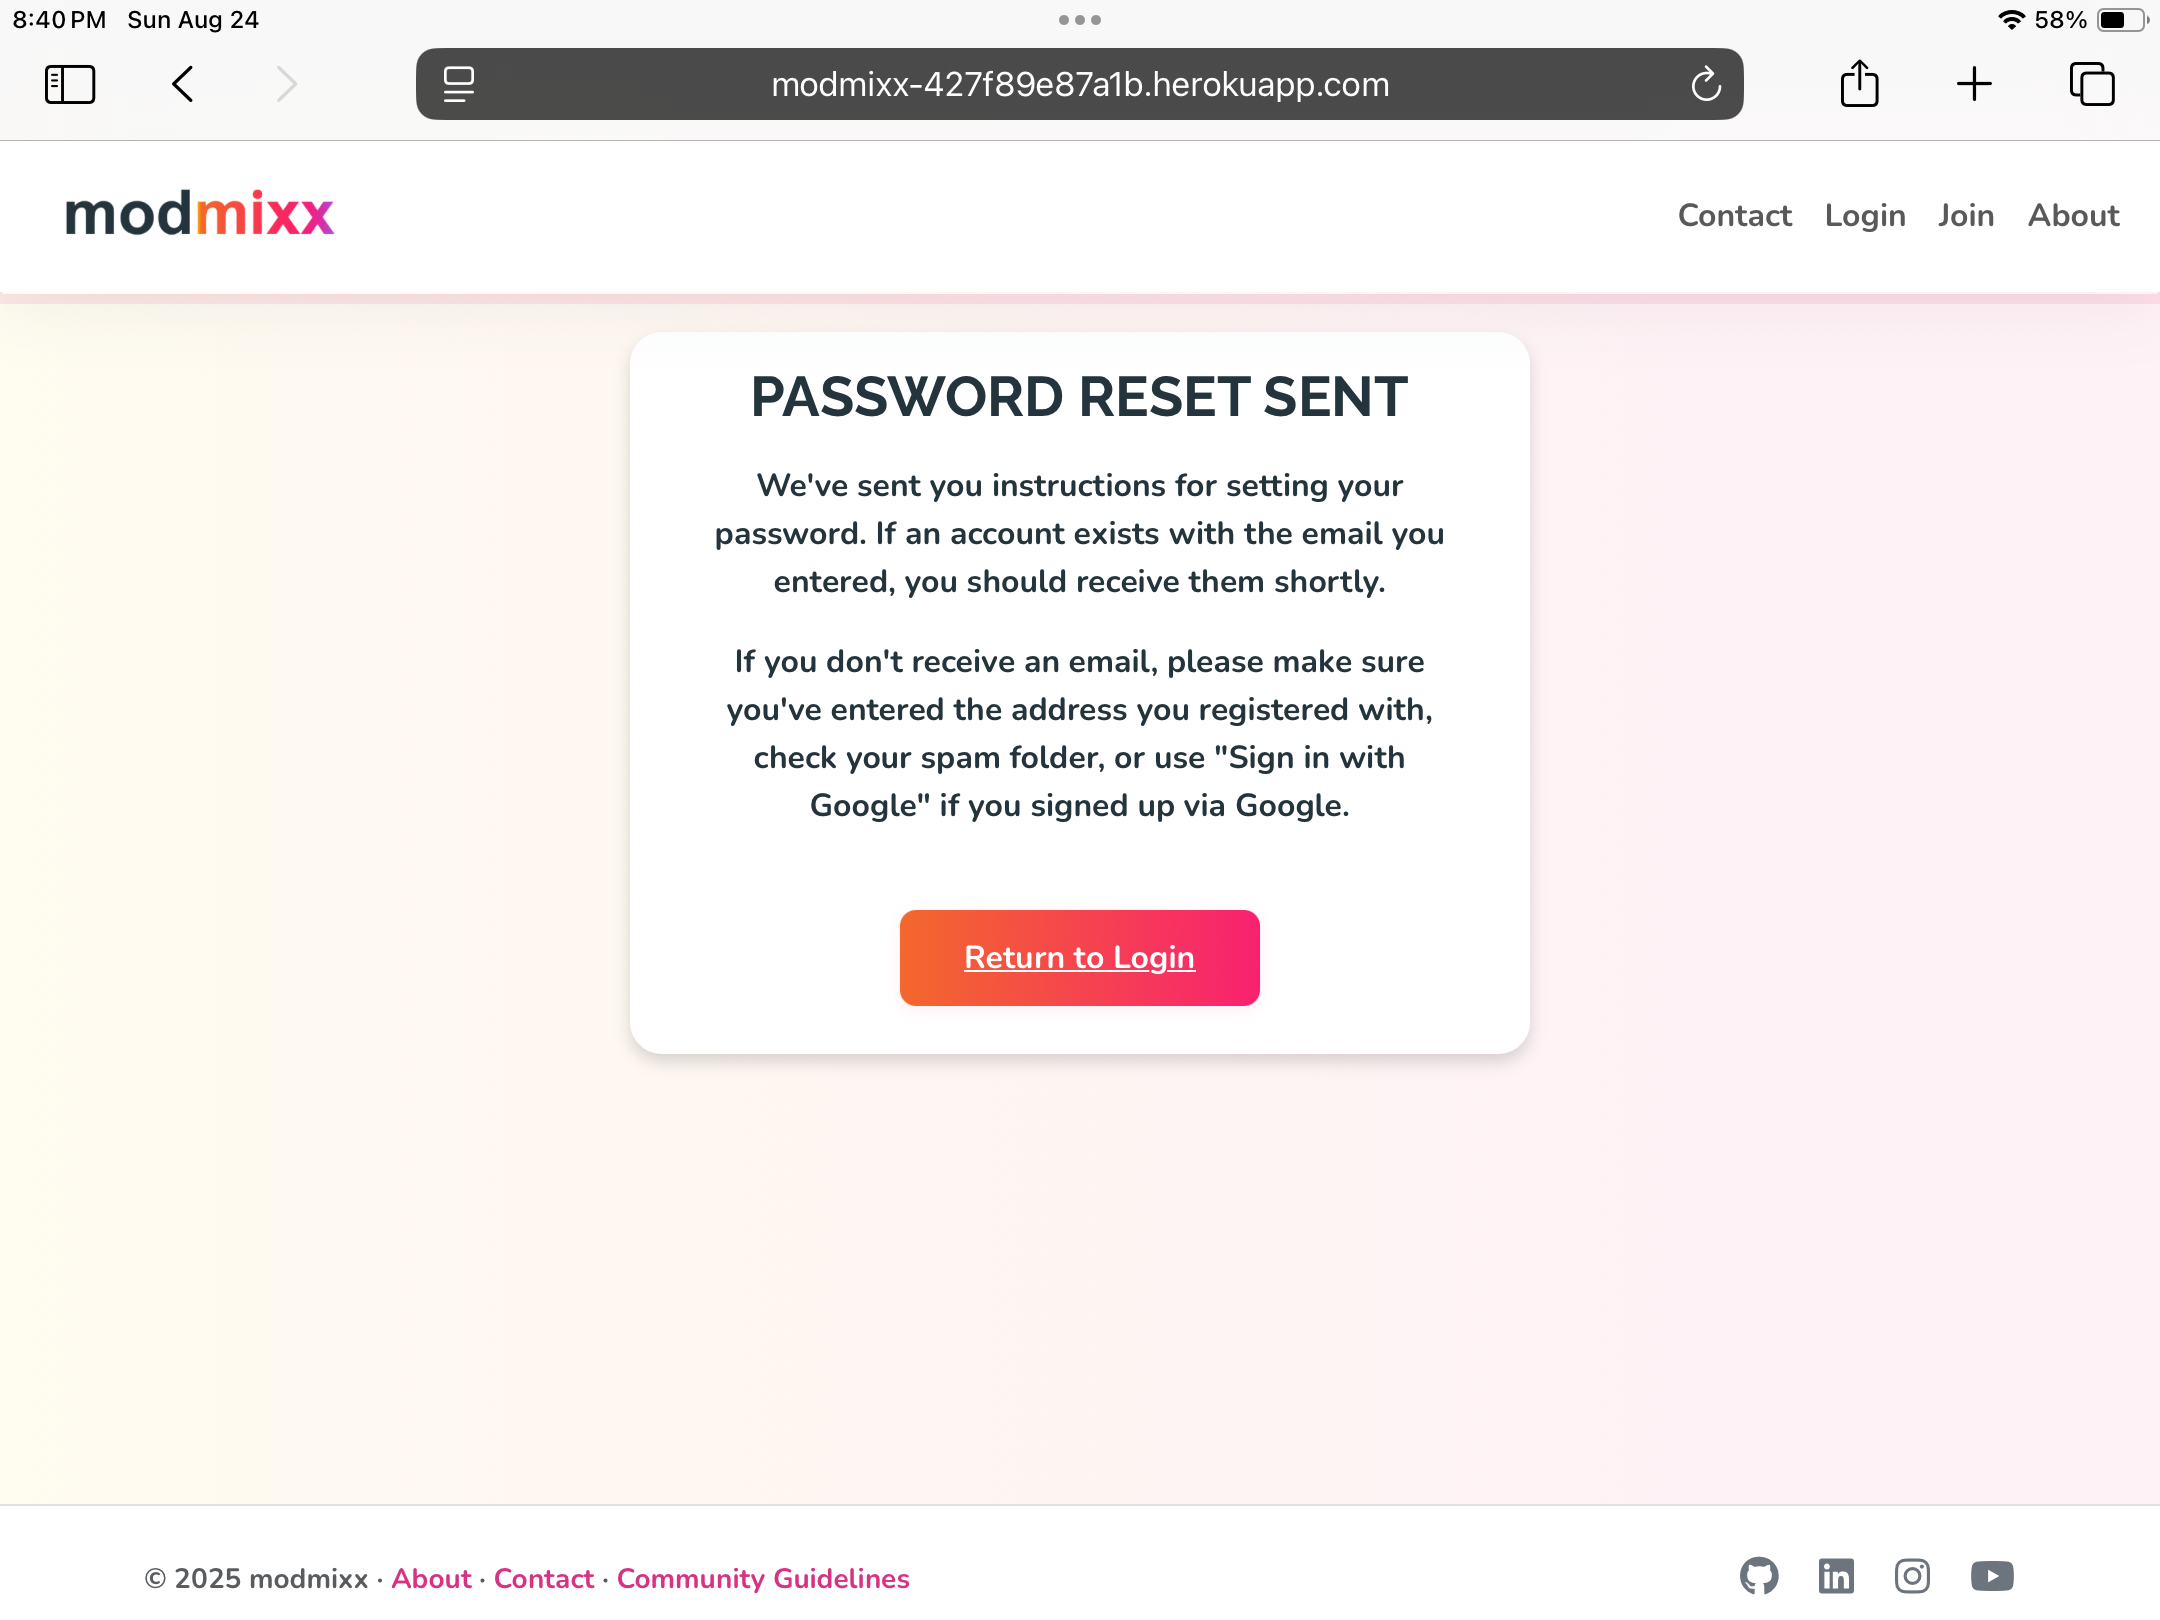 8:40 PM Sun Aug 24
58%
modmixx-427f89e87a1b.herokuapp.com
modmixx
Contact Login Join About
PASSWORD RESET SENT
We've sent you instructions for setting your
password. If an account exists with the email you
entered, you should receive them shortly.
If you don't receive an email, please make sure
you've entered the address you registered with,
check your spam folder, or use "Sign in with
Google" if you signed up via Google.
Return to Login
© 2025 modmixx · About · Contact · Community Guidelines
in